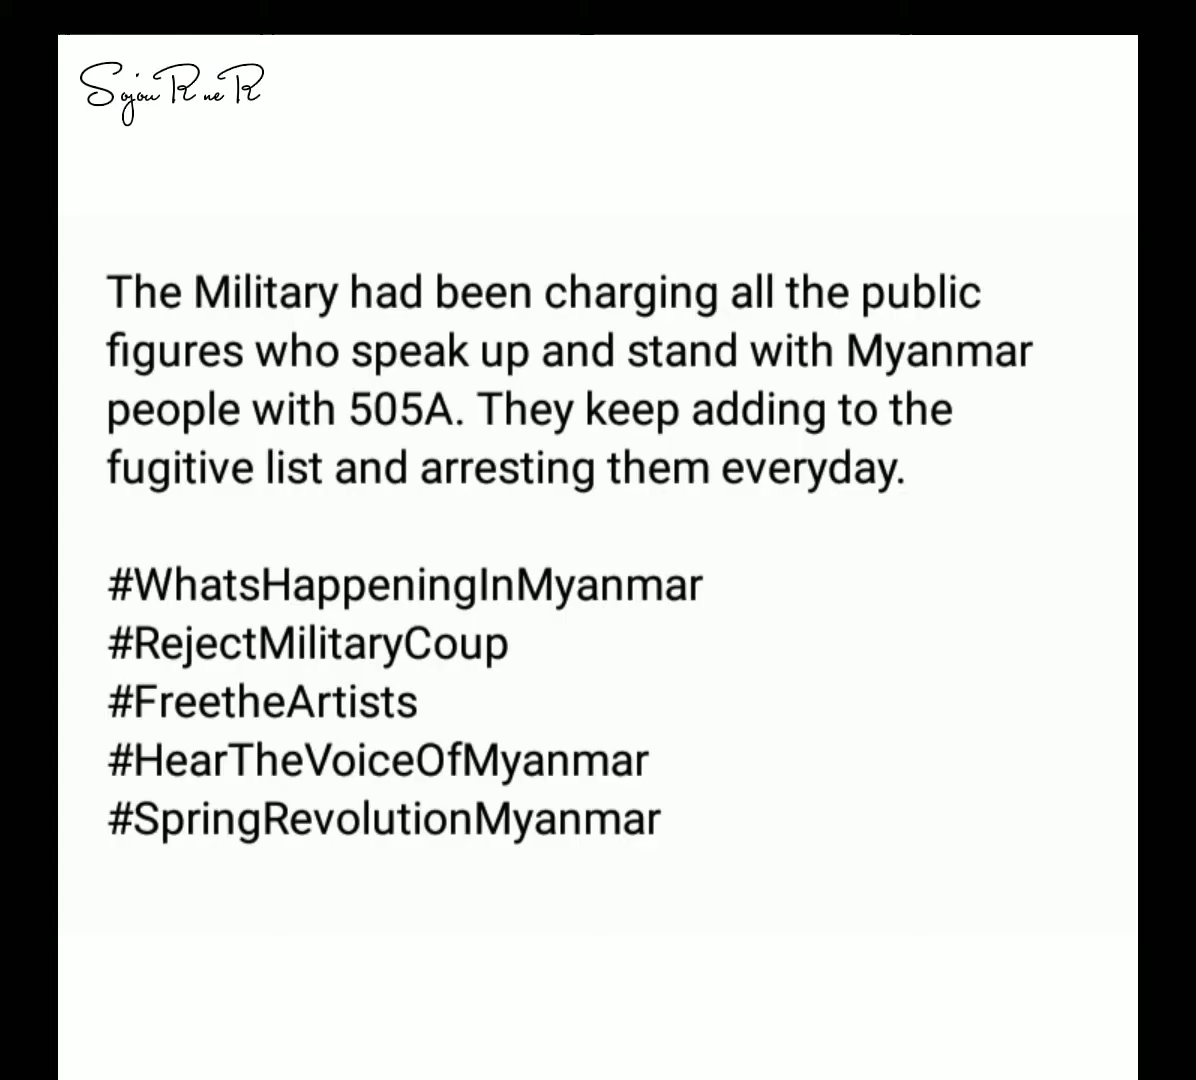 SojouRneR
The Military had been charging all the public
figures who speak up and stand with Myanmar
people with 505A. They keep adding to the
fugitive list and arresting them everyday.
#WhatsHappeningInMyanmar
#RejectMilitaryCoup
#FreetheArtists
#HearTheVoiceOfMyanmar
#SpringRevolutionMyanmar